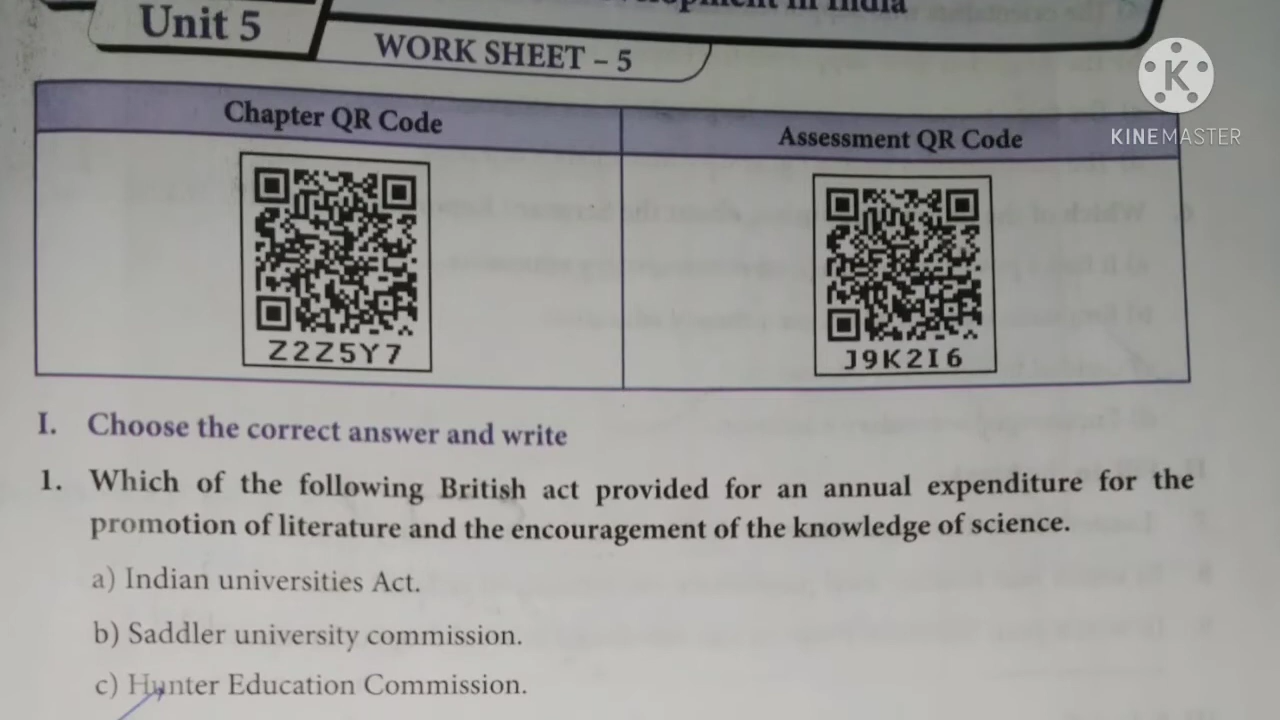 Unit 5
in India
WORK SHEET – 5
K
KINEMASTER
Chapter QR Code
Assessment QR Code
Z2Z5Y7
J9K2I6
I. Choose the correct answer and write
1. Which of the following British act provided for an annual expenditure for the
promotion of literature and the encouragement of the knowledge of science.
a) Indian universities Act.
b) Saddler university commission.
c) Hunter Education Commission.